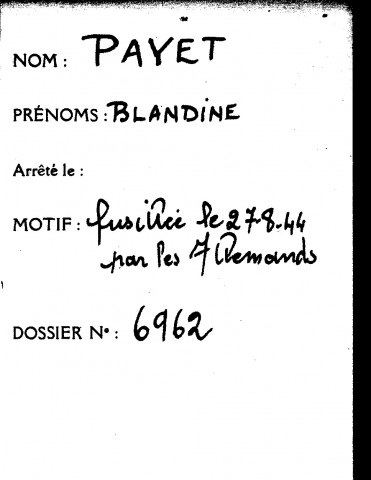 NOM : PAYET
PRÉNOMS : BLANDINE
Arrêté le :
MOTIF : fusillée le 27-8-44
par les Allemands
DOSSIER N° : 6962